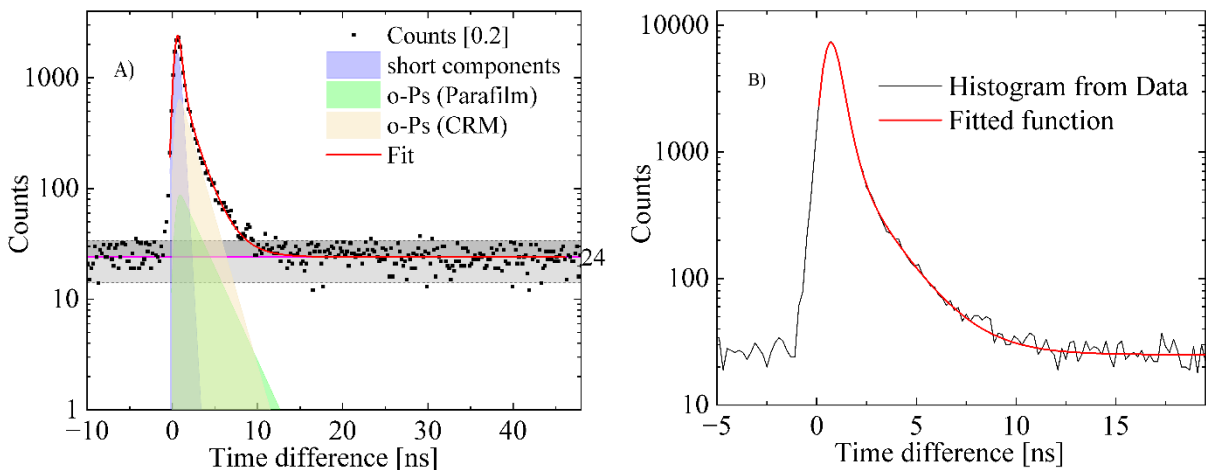 A)
Counts [0.2]
short components
o-Ps (Parafilm)
o-Ps (CRM)
Fit
1000
100
10
1
24
Counts
−10 0 10 20 30 40
Time difference [ns]
B)
Histogram from Data
Fitted function
10000
1000
100
10
Counts
−5 0 5 10 15
Time difference [ns]